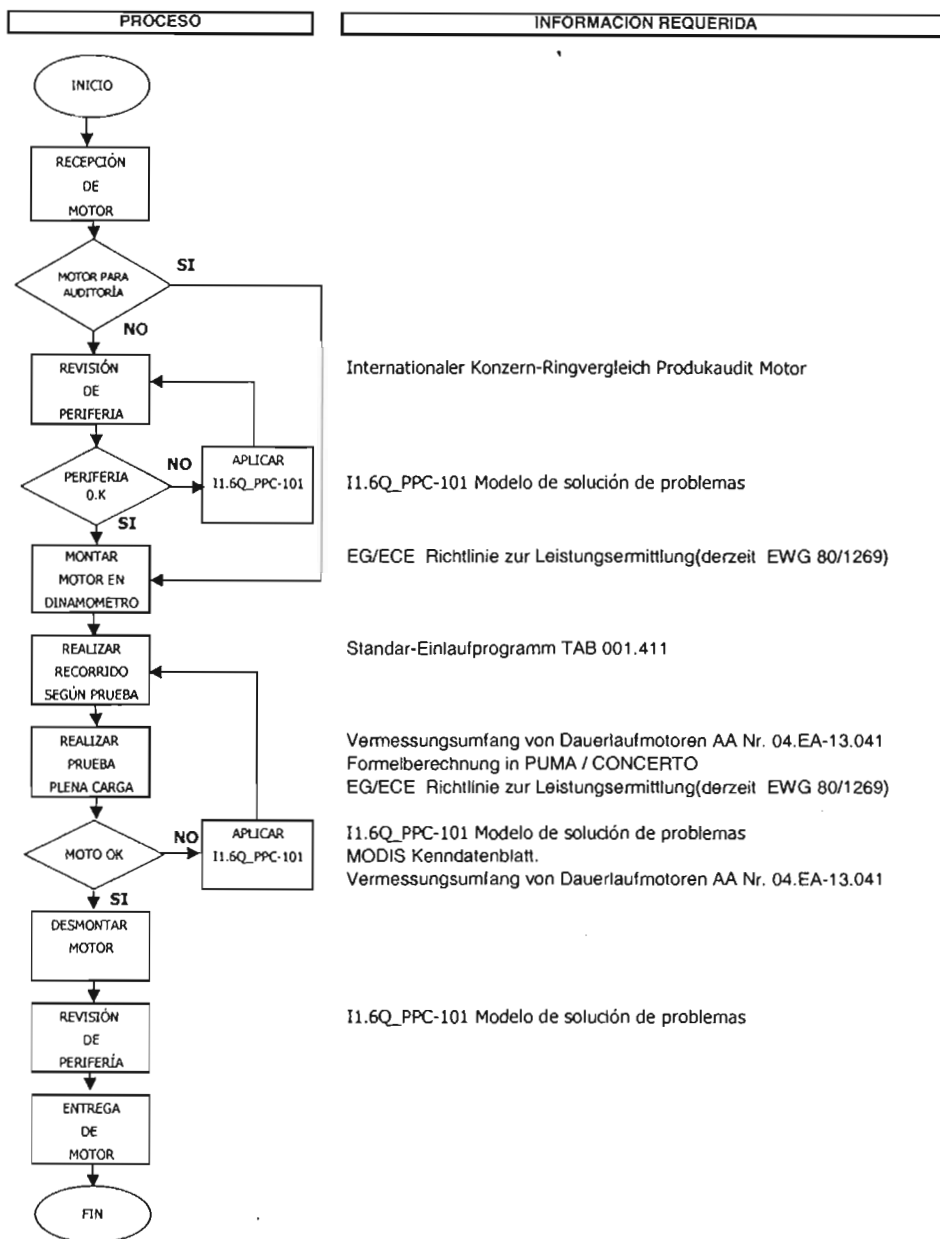 PROCESO
INFORMACION REQUERIDA
INICIO
RECEPCIÓN
DE
MOTOR
MOTOR PARA
AUDITORÍA
SI
NO
REVISIÓN
DE
PERIFERIA
Internationaler Konzern-Ringvergleich Produkaudit Motor
PERIFERIA
O.K
NO
SI
APLICAR
I1.6Q_PPC-101
I1.6Q_PPC-101 Modelo de solución de problemas
MONTAR
MOTOR EN
DINAMOMETRO
EG/ECE Richtlinie zur Leistungsermittlung(derzeit EWG 80/1269)
REALIZAR
RECORRIDO
SEGÚN PRUEBA
Standar-Einlaufprogramm TAB 001.411
REALIZAR
PRUEBA
PLENA CARGA
Vermessungsumfang von Dauerlaufmotoren AA Nr. 04.EA-13.041
Formelberechnung in PUMA / CONCERTO
EG/ECE Richtlinie zur Leistungsermittlung(derzeit EWG 80/1269)
MOTO OK
NO
SI
APLICAR
I1.6Q_PPC-101
I1.6Q_PPC-101 Modelo de solución de problemas
MODIS Kenndatenblatt.
Vermessungsumfang von Dauerlaufmotoren AA Nr. 04.EA-13.041
DESMONTAR
MOTOR
REVISIÓN
DE
PERIFERÍA
I1.6Q_PPC-101 Modelo de solución de problemas
ENTREGA
DE
MOTOR
FIN